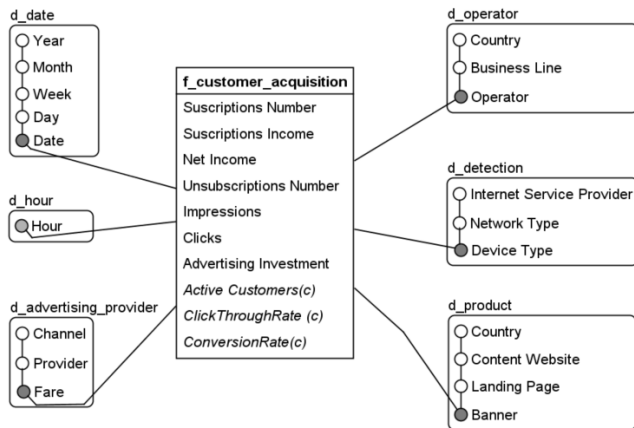 d_date
Year
Month
Week
Day
Date
d_hour
Hour
d_advertising_provider
Channel
Provider
Fare
f_customer_acquisition
Suscriptions Number
Suscriptions Income
Net Income
Unsubscriptions Number
Impressions
Clicks
Advertising Investment
Active Customers(c)
ClickThroughRate (c)
ConversionRate(c)
d_operator
Country
Business Line
Operator
d_detection
Internet Service Provider
Network Type
Device Type
d_product
Country
Content Website
Landing Page
Banner